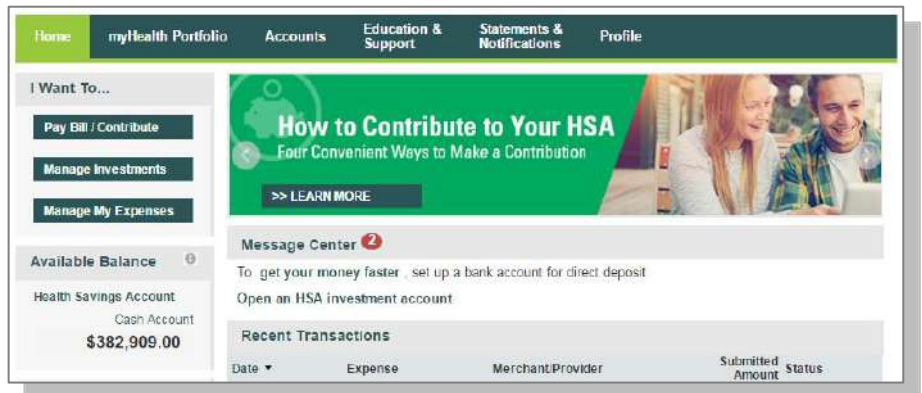 Home myHealth Portfolio Accounts Education & Support Statements & Notifications Profile
I Want To...
Pay Bill / Contribute
Manage Investments
Manage My Expenses
Available Balance
Health Savings Account
Cash Account
$382,909.00
How to Contribute to Your HSA
Four Convenient Ways to Make a Contribution
>> LEARN MORE
Message Center 2
To get your money faster , set up a bank account for direct deposit
Open an HSA investment account
Recent Transactions
Date ▼ Expense Merchant/Provider Submitted Amount Status